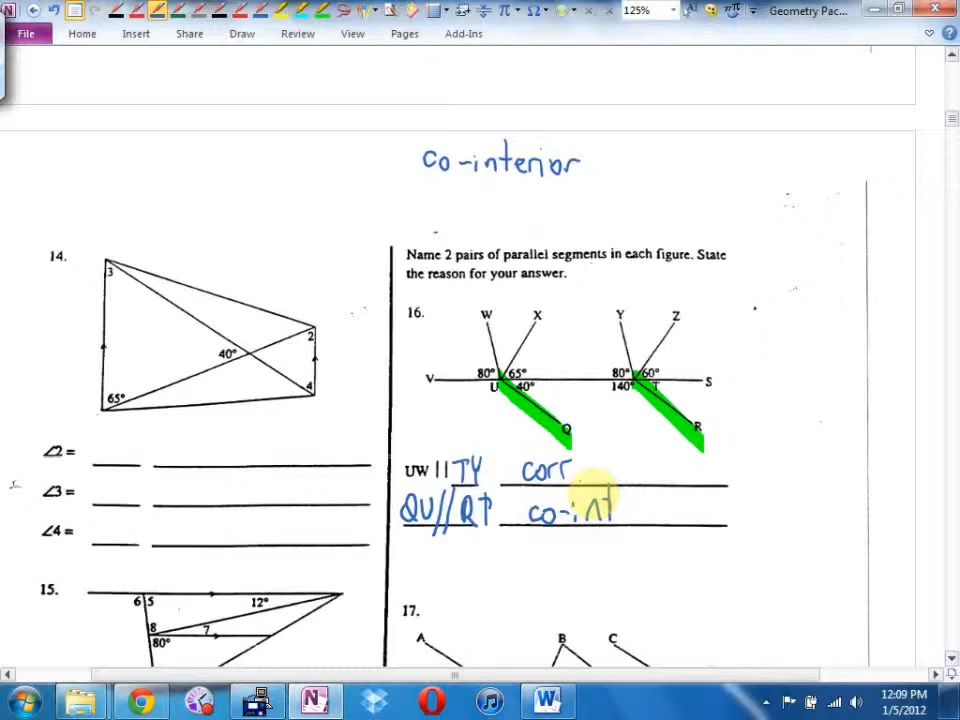 125%
Geometry Pac...
File Home Insert Share Draw Review View Pages Add-Ins
co-interior
14.
3
2
40°
4
65°
∠2 =
∠3 =
∠4 =
15.
6 5
12°
8
7
80°
Name 2 pairs of parallel segments in each figure. State
the reason for your answer.
16.
W X Y Z
80° 65° 80° 60°
V S
U 40° 140° T
Q R
UW || TY corr
QU // RT co-int
17.
A B C
12:09 PM
1/5/2012